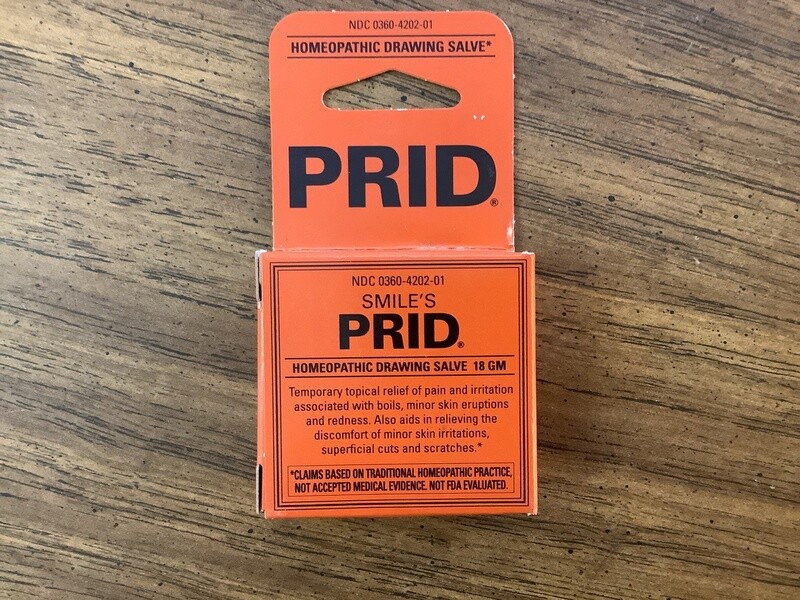 NDC 0360-4202-01
HOMEOPATHIC DRAWING SALVE*
PRID®
NDC 0360-4202-01
SMILE'S
PRID®
HOMEOPATHIC DRAWING SALVE 18 GM
Temporary topical relief of pain and irritation
associated with boils, minor skin eruptions
and redness. Also aids in relieving the
discomfort of minor skin irritations,
superficial cuts and scratches.*
*CLAIMS BASED ON TRADITIONAL HOMEOPATHIC PRACTICE,
NOT ACCEPTED MEDICAL EVIDENCE. NOT FDA EVALUATED.